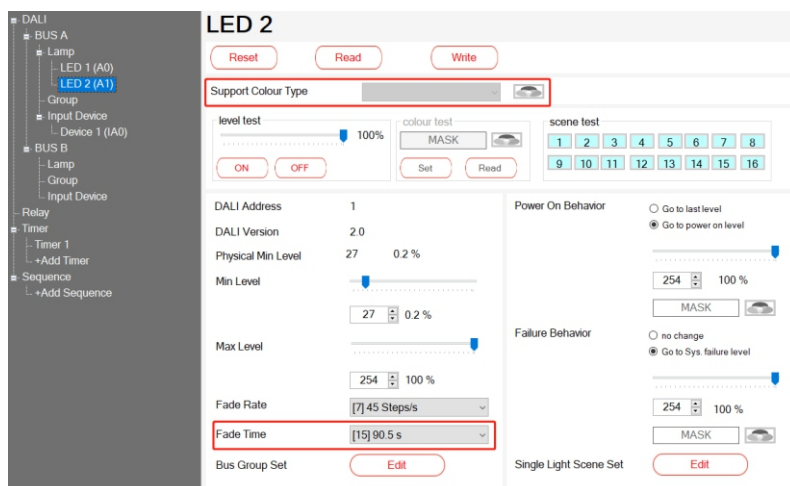 DALI
BUS A
Lamp
LED 1 (A0)
LED 2 (A1)
Group
Input Device
Device 1 (IA0)
BUS B
Lamp
Group
Input Device
Relay
Timer
Timer 1
+Add Timer
Sequence
+Add Sequence
LED 2
Reset Read Write
Support Colour Type
level test
100%
ON OFF
colour test
MASK
Set Read
scene test
1 2 3 4 5 6 7 8
9 10 11 12 13 14 15 16
DALI Address 1
DALI Version 2.0
Physical Min Level 27 0.2 %
Min Level
27 0.2 %
Max Level
254 100 %
Fade Rate [7] 45 Steps/s
Fade Time [15] 90.5 s
Bus Group Set Edit
Power On Behavior
Go to last level
Go to power on level
254 100 %
MASK
Failure Behavior
no change
Go to Sys. failure level
254 100 %
MASK
Single Light Scene Set Edit